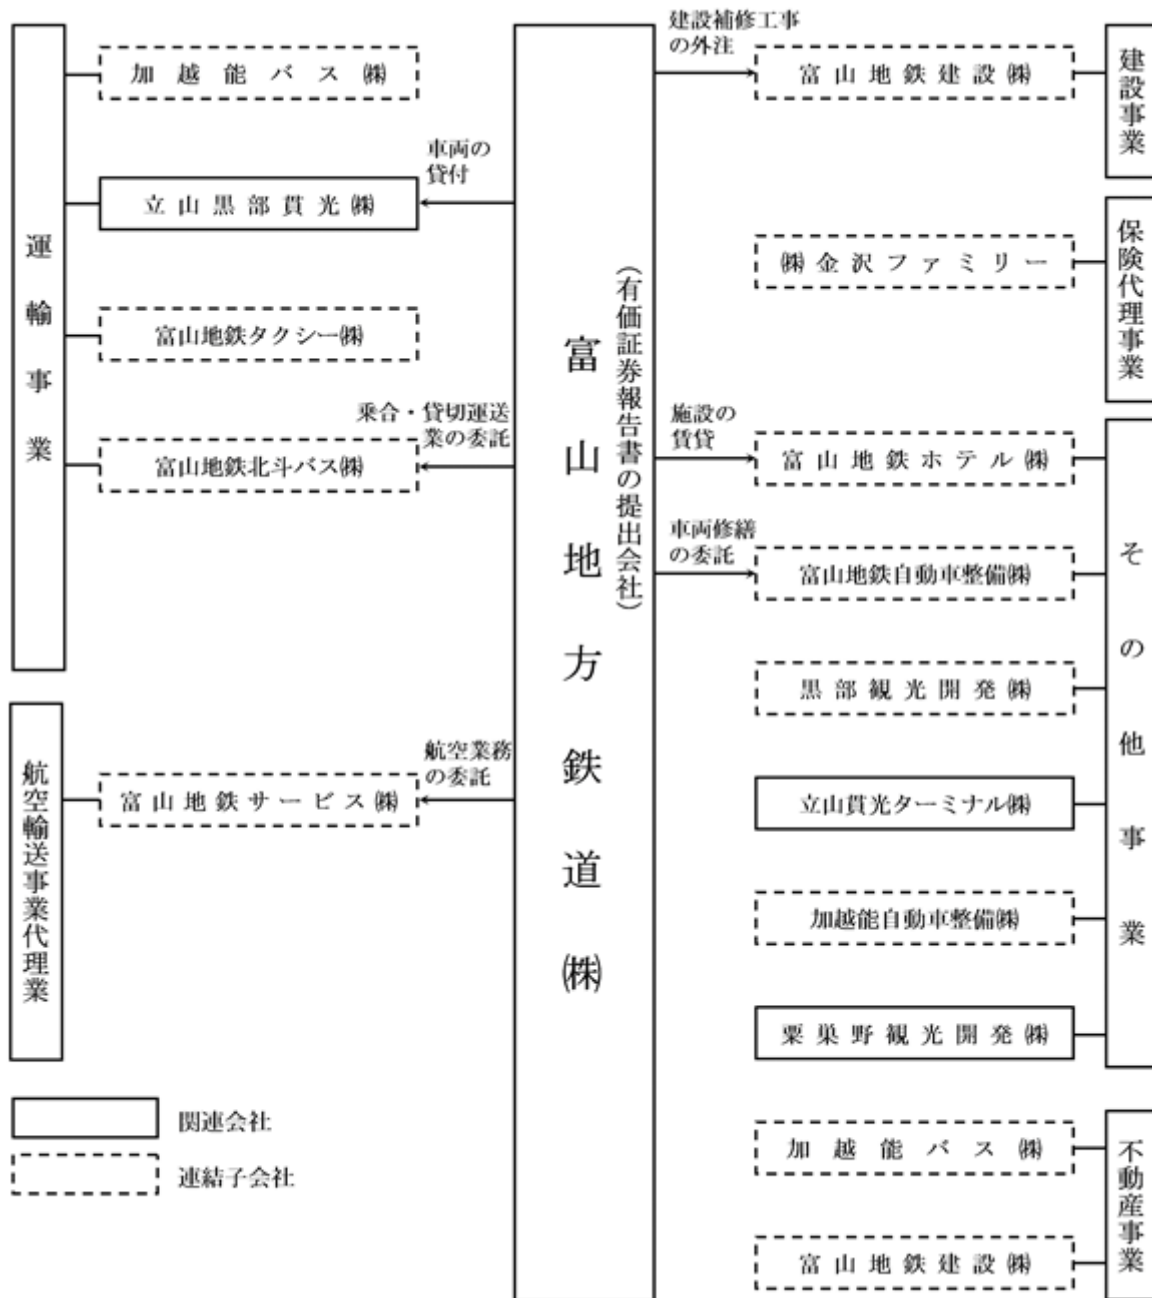 運輸事業
加越能バス㈱
車両の
貸付
立山黒部貫光㈱
富山地鉄タクシー㈱
乗合・貸切運送
業の委託
富山地鉄北斗バス㈱
航空輸送事業代理業
航空業務
の委託
富山地鉄サービス㈱
関連会社
連結子会社
富山地方鉄道㈱
（有価証券報告書の提出会社）
建設補修工事
の外注
富山地鉄建設㈱
建設事業
㈱金沢ファミリー
保険代理事業
施設の
賃貸
富山地鉄ホテル㈱
車両修繕
の委託
富山地鉄自動車整備㈱
黒部観光開発㈱
立山貫光ターミナル㈱
加越能自動車整備㈱
粟巣野観光開発㈱
その他事業
加越能バス㈱
富山地鉄建設㈱
不動産事業